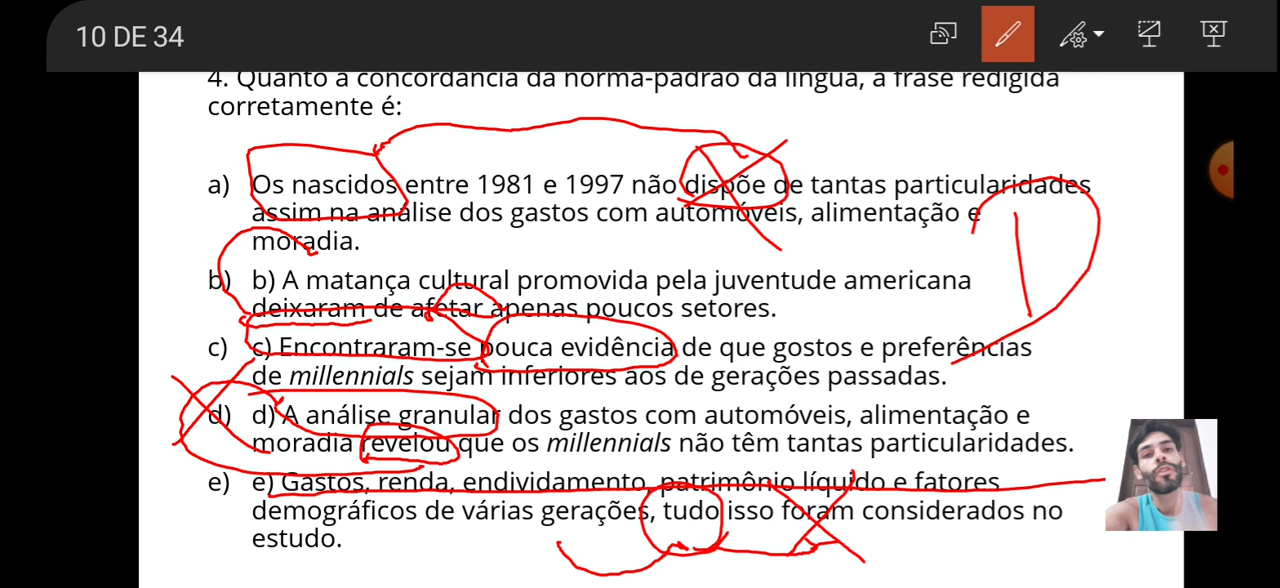 10 DE 34
4. Quanto à concordância da norma-padrão da língua, a frase redigida
corretamente é:
a) Os nascidos entre 1981 e 1997 não dispõe de tantas particularidades
assim na análise dos gastos com automóveis, alimentação e
moradia.
b) b) A matança cultural promovida pela juventude americana
deixaram de afetar apenas poucos setores.
c) c) Encontraram-se pouca evidência de que gostos e preferências
de millennials sejam inferiores aos de gerações passadas.
d) d) A análise granular dos gastos com automóveis, alimentação e
moradia revelou que os millennials não têm tantas particularidades.
e) e) Gastos, renda, endividamento, patrimônio líquido e fatores
demográficos de várias gerações, tudo isso foram considerados no
estudo.